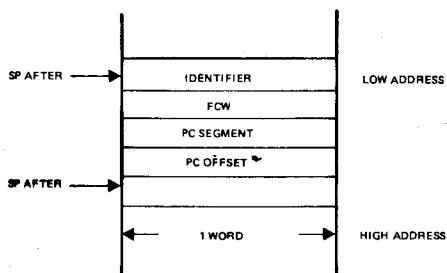 SP AFTER IDENTIFIER LOW ADDRESS
FCW
PC SEGMENT
PC OFFSET
SP AFTER
1 WORD HIGH ADDRESS